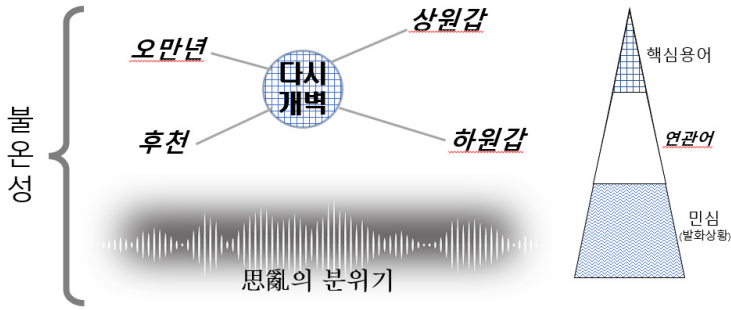 불온성
오만년
상원갑
다시
개벽
후천
하원갑
思亂의 분위기
핵심용어
연관어
민심
(발화상황)